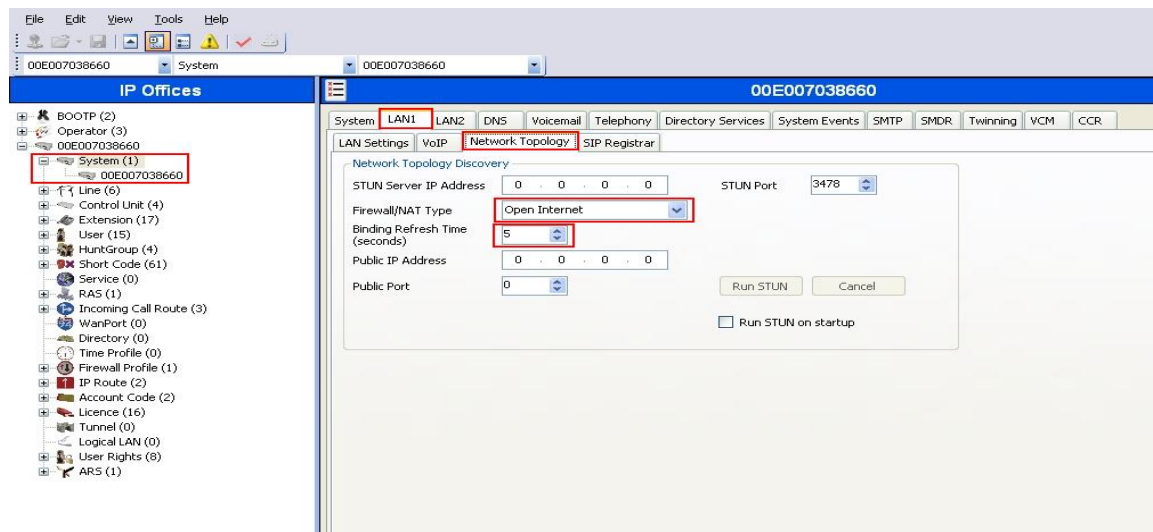 File Edit View Tools Help
00E007038660 System 00E007038660
IP Offices
BOOTP (2)
Operator (3)
00E007038660
System (1)
00E007038660
Line (6)
Control Unit (4)
Extension (17)
User (15)
HuntGroup (4)
Short Code (61)
Service (0)
RAS (1)
Incoming Call Route (3)
WanPort (0)
Directory (0)
Time Profile (0)
Firewall Profile (1)
IP Route (2)
Account Code (2)
Licence (16)
Tunnel (0)
Logical LAN (0)
User Rights (8)
ARS (1)
00E007038660
System LAN1 LAN2 DNS Voicemail Telephony Directory Services System Events SMTP SMDR Twinning VCM CCR
LAN Settings VoIP Network Topology SIP Registrar
Network Topology Discovery
STUN Server IP Address 0 . 0 . 0 . 0 STUN Port 3478
Firewall/NAT Type Open Internet
Binding Refresh Time (seconds) 5
Public IP Address 0 . 0 . 0 . 0
Public Port 0 Run STUN Cancel
Run STUN on startup